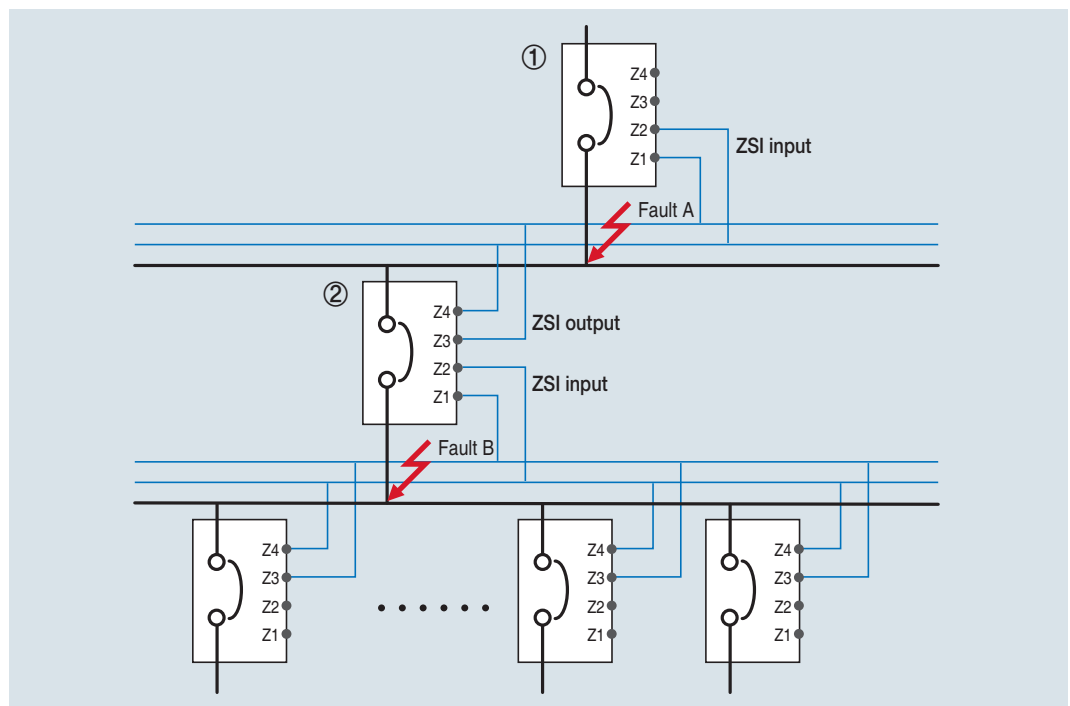 ①
Z4
Z3
Z2
Z1
ZSI input
Fault A
②
Z4
Z3
Z2
Z1
ZSI output
ZSI input
Fault B
Z4
Z3
Z2
Z1
Z4
Z3
Z2
Z1
Z4
Z3
Z2
Z1